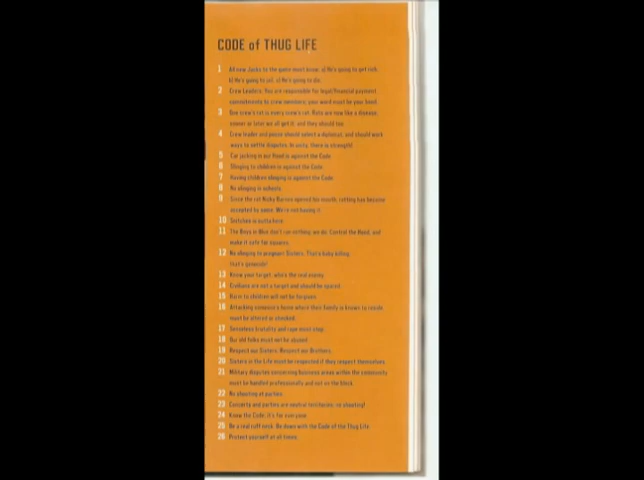 CODE of THUG LIFE
1 All new Jacks to the game must know: a) He's going to get rich;
b) He's going to jail; c) He's going to die.
2 Crew Leaders: You are responsible for legal/financial payment
commitments to crew members; your word must be your bond.
3 One crew's rat is every crew's rat. Rats are now like a disease;
sooner or later we all get it; and they should too.
4 Crew leader and posse should select a diplomat, and should work
ways to settle disputes. In unity, there is strength!
5 Car jacking in our Hood is against the Code.
6 Slinging to children is against the Code.
7 Having children slinging is against the Code.
8 No slinging in schools.
9 Since the rat Nicky Barnes opened his mouth; ratting has become
accepted by some. We're not having it.
10 Snitches is outta here.
11 The Boys in Blue don't run nothing; we do. Control the Hood, and
make it safe for squares.
12 No slinging to pregnant Sisters. That's baby killing;
that's genocide!
13 Know your target, who's the real enemy.
14 Civilians are not a target and should be spared.
15 Harm to children will not be forgiven.
16 Attacking someone's home where their family is known to reside,
must be altered or checked.
17 Senseless brutality and rape must stop.
18 Our old folks must not be abused.
19 Respect our Sisters. Respect our Brothers.
20 Sisters in the Life must be respected if they respect themselves.
21 Military disputes concerning business areas within the community
must be handled professionally and not on the block.
22 No shooting at parties.
23 Concerts and parties are neutral territories; no shooting!
24 Know the Code; it's for everyone.
25 Be a real ruff neck. Be down with the Code of the Thug Life.
26 Protect yourself at all times.